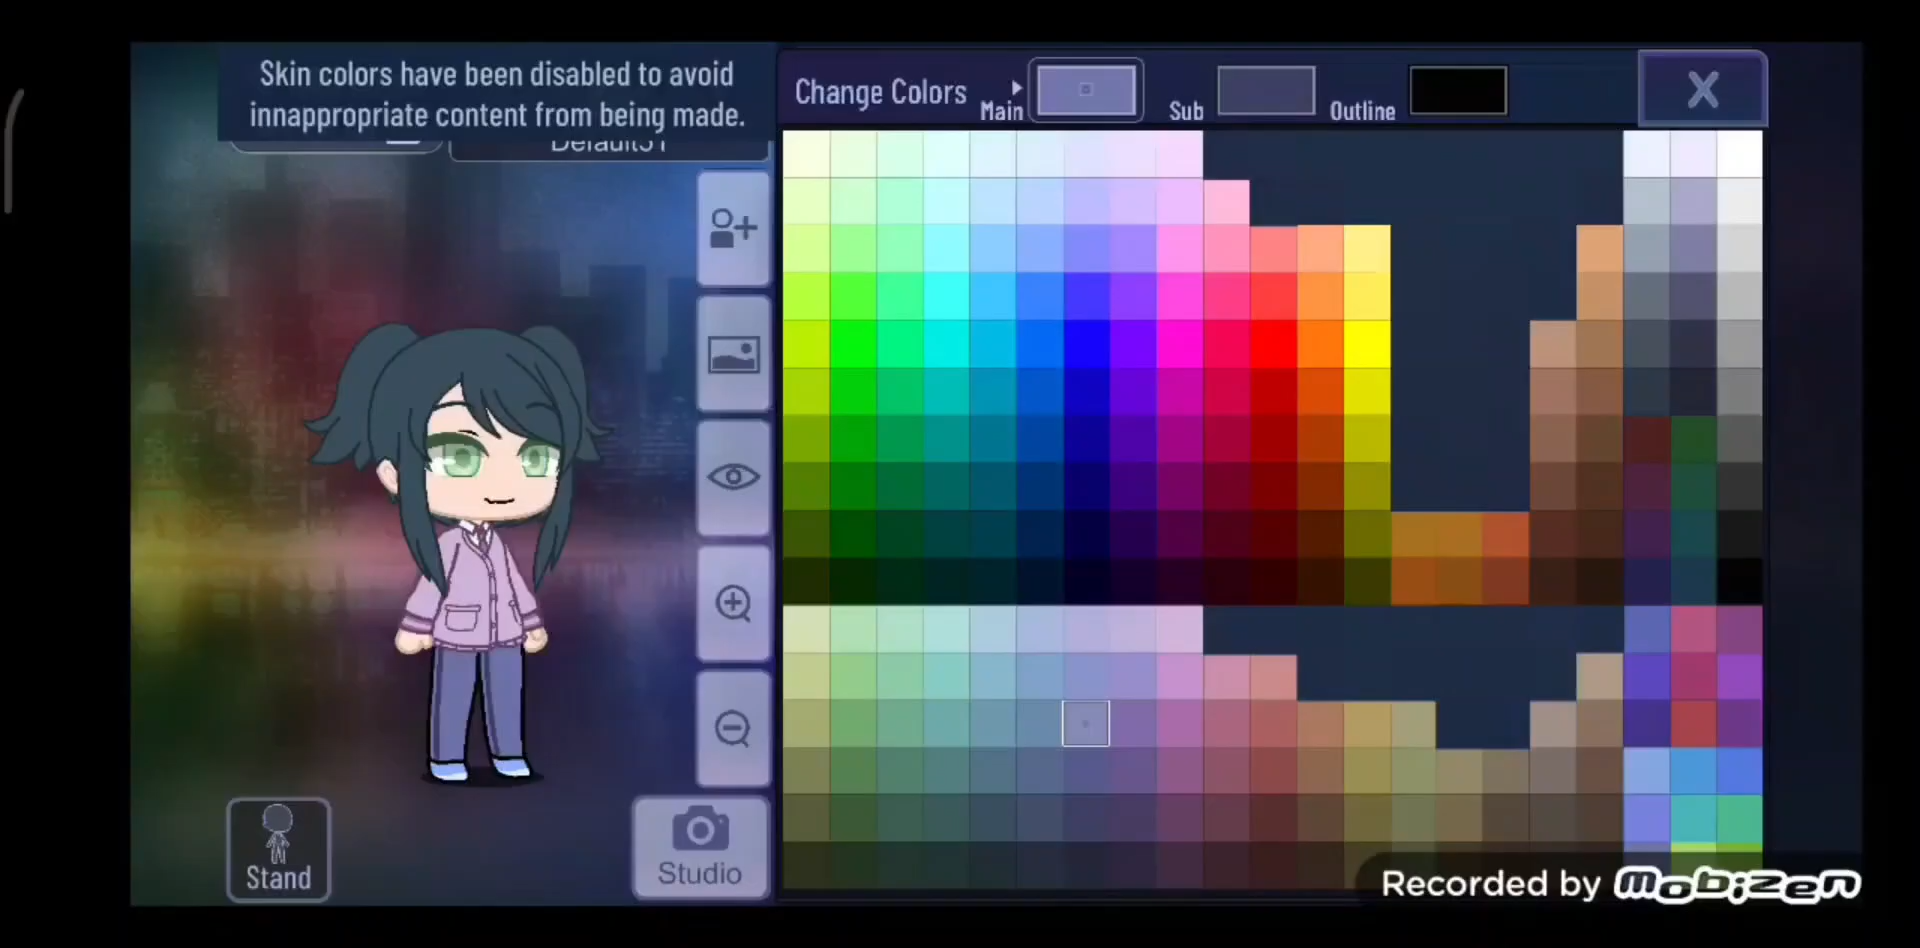 Skin colors have been disabled to avoid
innappropriate content from being made.
Default51
Change Colors
Main
Sub
Outline
X
Stand
Studio
Recorded by mobizen